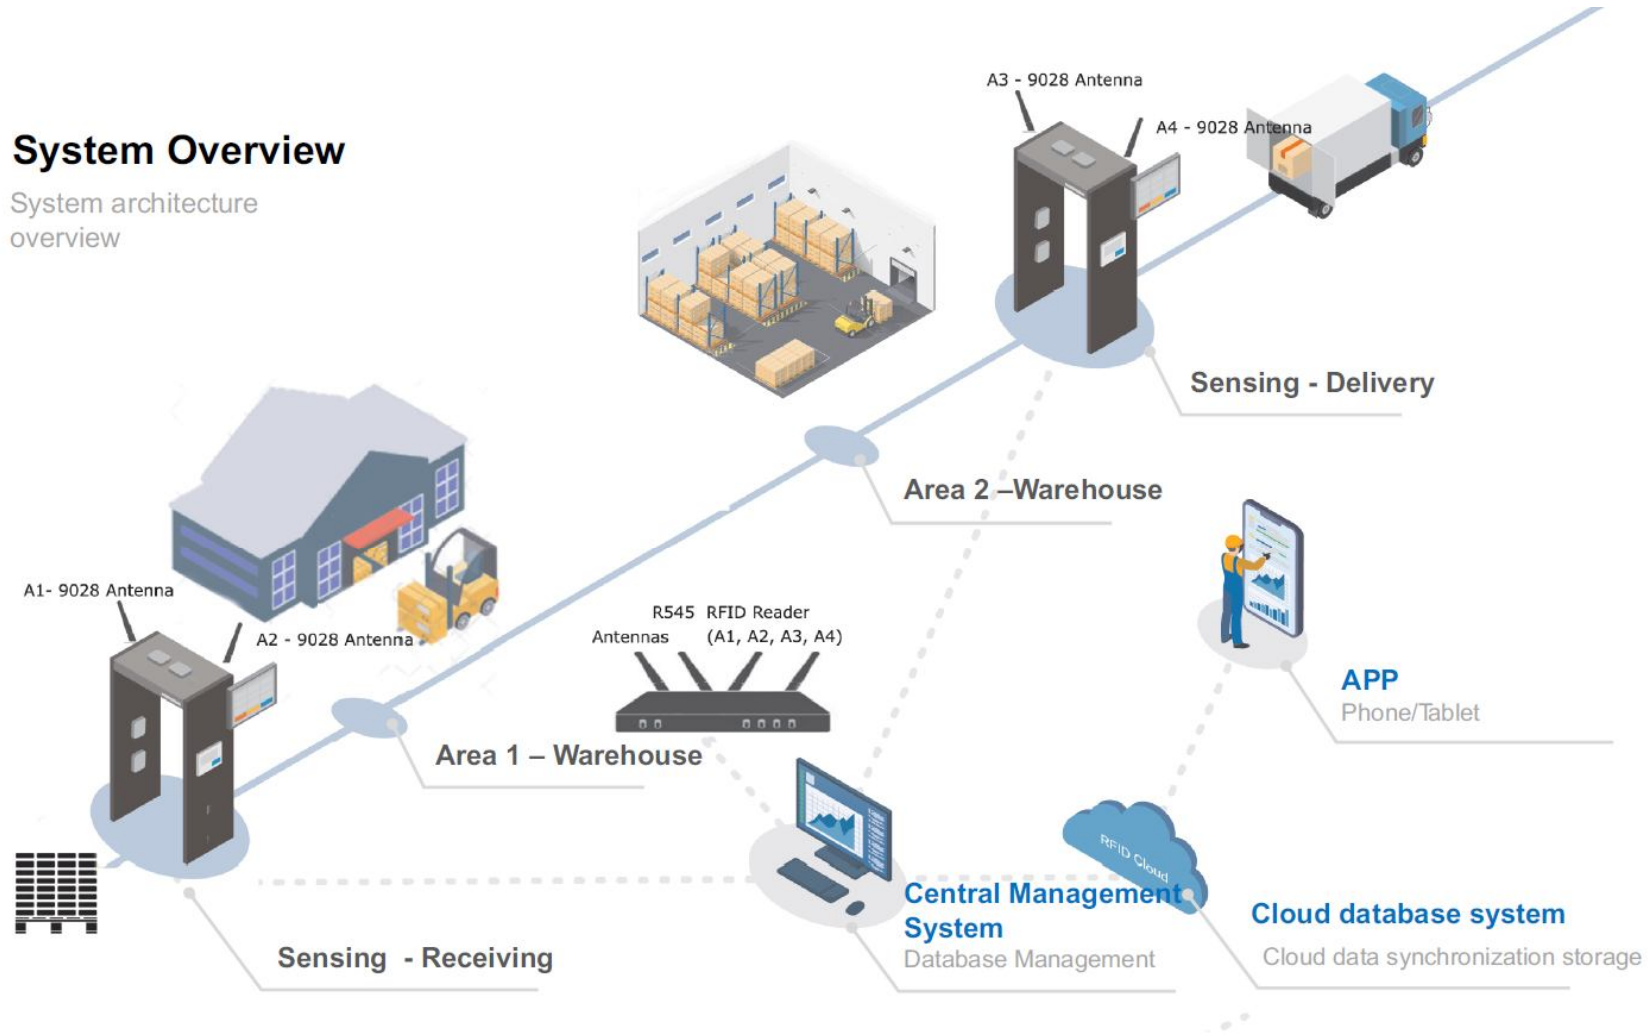 System Overview
System architecture
overview
A3 - 9028 Antenna
A4 - 9028 Antenna
Sensing - Delivery
Area 2 –Warehouse
A1- 9028 Antenna
A2 - 9028 Antenna
R545 RFID Reader
Antennas (A1, A2, A3, A4)
Area 1 – Warehouse
APP
Phone/Tablet
RFID Cloud
Central Management
System
Database Management
Cloud database system
Cloud data synchronization storage
Sensing - Receiving